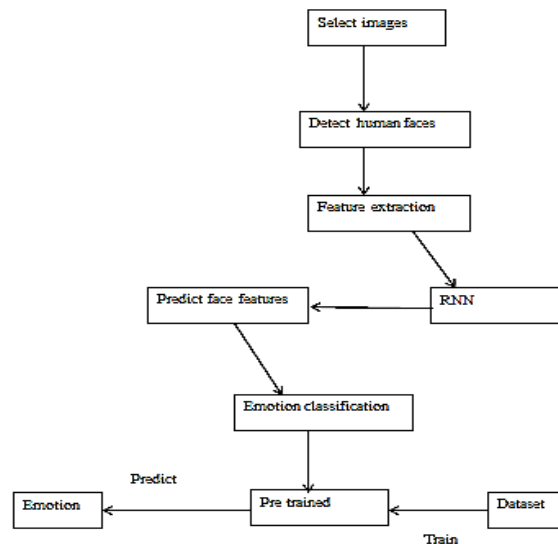 Select images
Detect human faces
Feature extraction
Predict face features
RNN
Emotion classification
Predict
Emotion
Pre trained
Dataset
Train